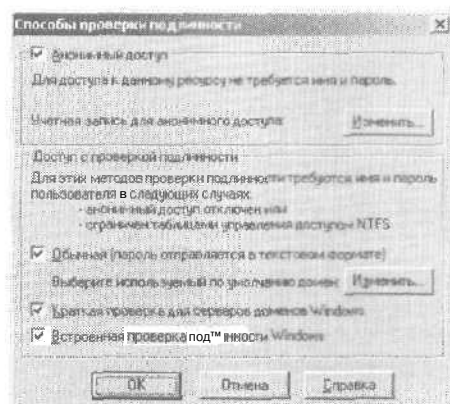 Способы проверки подлинности
Анонимный доступ
Для доступа к данному ресурсу не требуется имя и пароль.
Учетная запись для анонимного доступа: Изменить...
Доступ с проверкой подлинности
Для этих методов проверки подлинности требуются имя и пароль
пользователя в следующих случаях:
- анонимный доступ отключен или
- ограничен таблицами управления доступом NTFS
Обычная (пароль отправляется в текстовом формате)
Выберите используемый по умолчанию домен: Изменить...
Краткая проверка для серверов доменов Windows
Встроенная проверка под™инности Windows
OK Отмена Справка